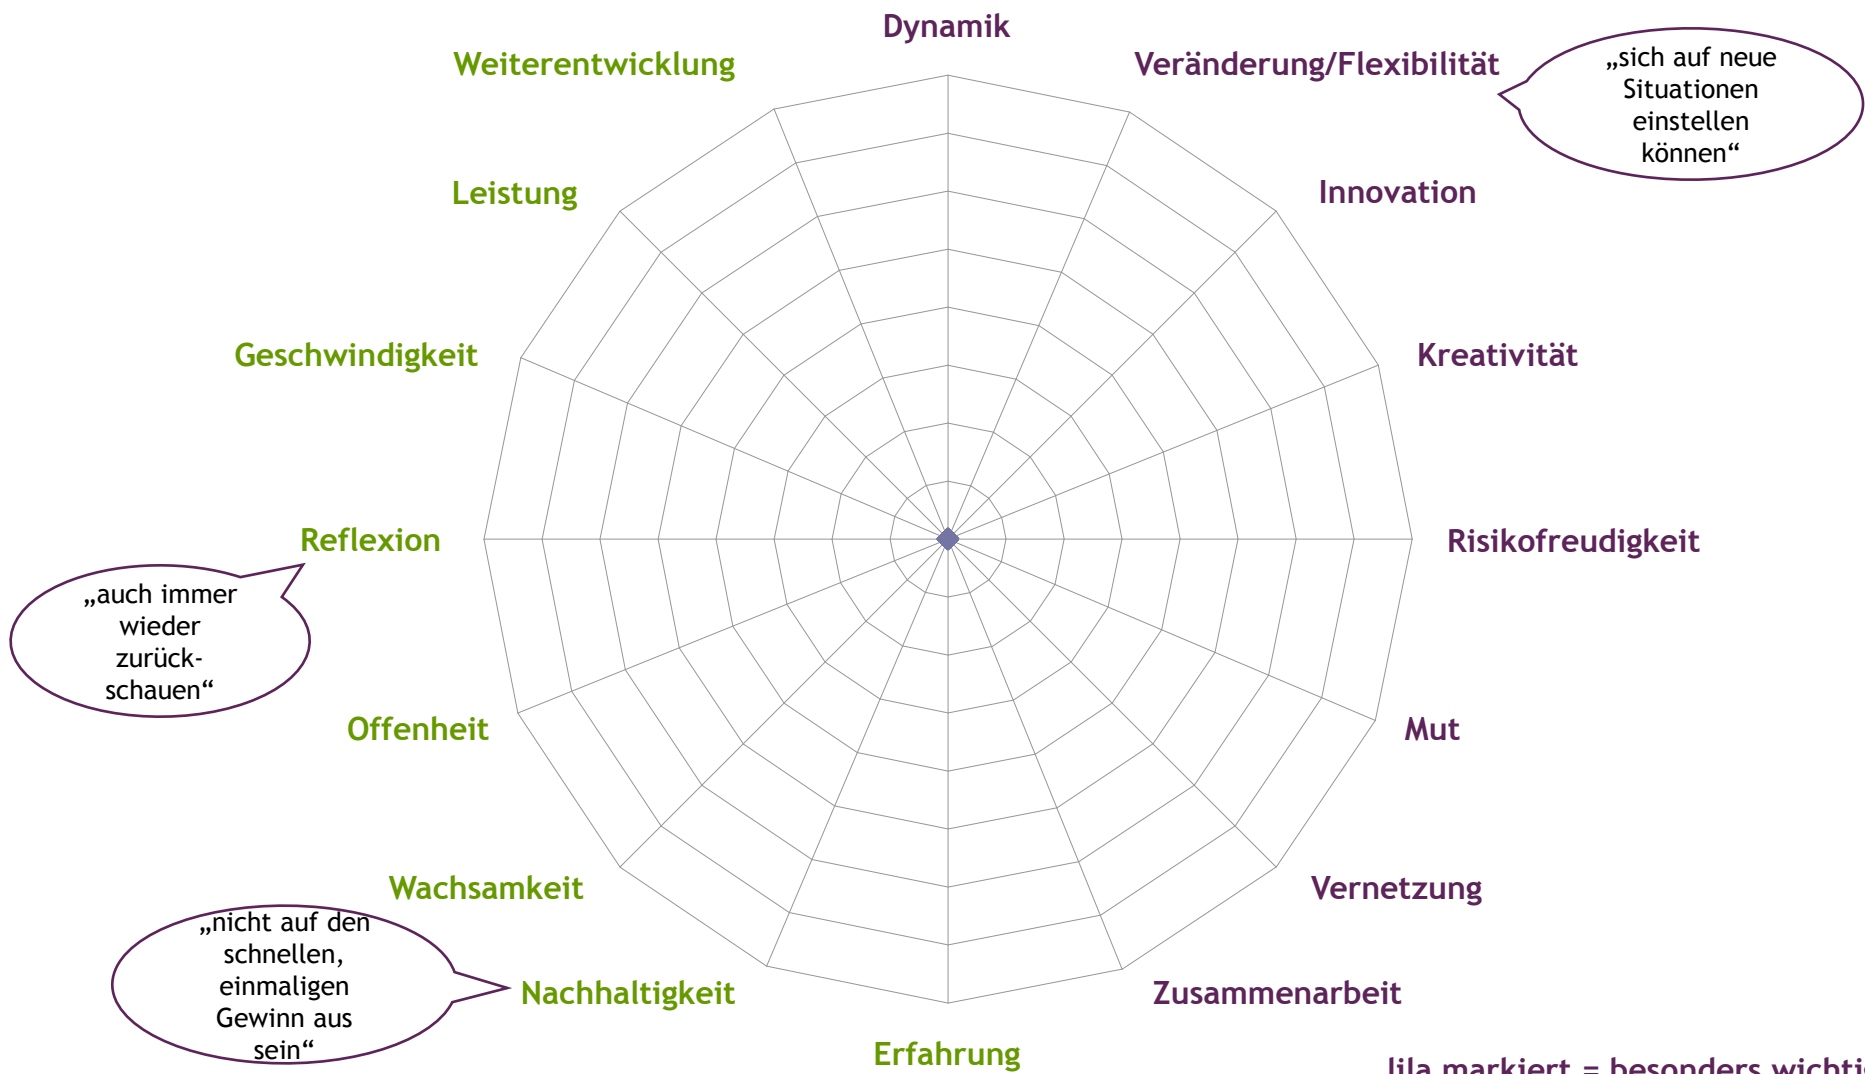 Dynamik
Weiterentwicklung
Veränderung/Flexibilität
„sich auf neue
Situationen
einstellen
können“
Leistung
Innovation
Geschwindigkeit
Kreativität
Reflexion
Risikofreudigkeit
„auch immer
wieder
zurück-
schauen“
Offenheit
Mut
Wachsamkeit
Vernetzung
„nicht auf den
schnellen,
einmaligen
Gewinn aus
sein“
Nachhaltigkeit
Zusammenarbeit
Erfahrung
lila markiert = besonders wichtig